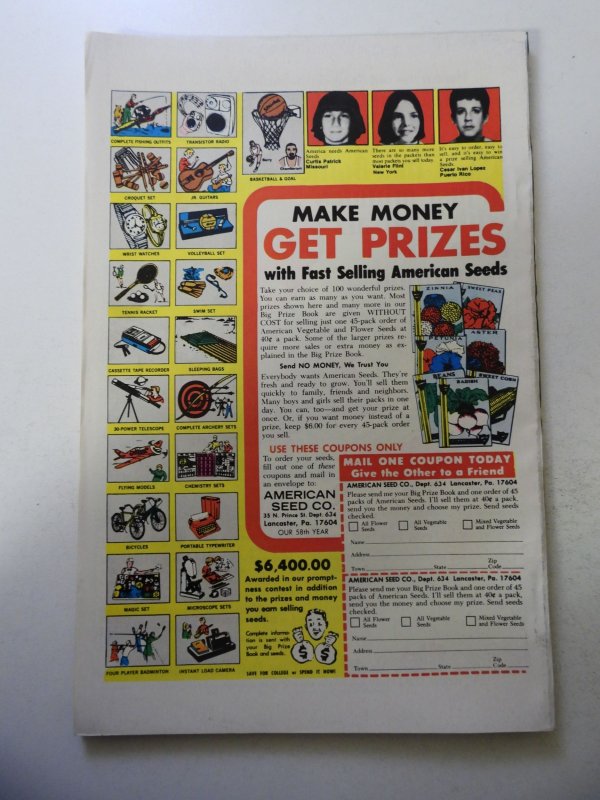 COMPLETE FISHING OUTFITS
TRANSISTOR RADIO
CROQUET SET
JR GUITARS
WRIST WATCHES
VOLLEYBALL SET
TENNIS RACKET
SWIM SET
CASSETTE TAPE RECORDER
SLEEPING BAGS
30-POWER TELESCOPE
COMPLETE ARCHERY SETS
FLYING MODELS
CHEMISTRY SETS
BICYCLES
PORTABLE TYPEWRITER
MAGIC SET
MICROSCOPE SETS
FOUR PLAYER BADMINTON
INSTANT LOAD CAMERA
BASKETBALL & GOAL
America needs American
Seeds
Curtis Patrick
Missouri
There are so many more
seeds in the packets then
most packets you sell today.
Valerie Flini
New York
It's easy to order, easy to
sell, and it's easy to win
a prize selling American
Seeds
Cesar Ivan Lopez
Puerto Rico
MAKE MONEY
GET PRIZES
with Fast Selling American Seeds
Take your choice of 100 wonderful prizes.
You can earn as many as you want. Most
prizes shown here and many more in our
Big Prize Book are given WITHOUT
COST for selling just one 45-pack order of
American Vegetable and Flower Seeds at
40¢ a pack. Some of the larger prizes re-
quire more sales or extra money as ex-
plained in the Big Prize Book.
Send NO MONEY, We Trust You
Everybody wants American Seeds. They're
fresh and ready to grow. You'll sell them
quickly to family, friends and neighbors.
Many boys and girls sell their packs in one
day. You can, too—and get your prize at
once. Or, if you want money instead of a
prize, keep $6.00 for every 45-pack order
you sell.
ZINNIA
SWEET PEAS
PETUNIA
ASTER
BEANS
RADISH
SWEET CORN
USE THESE COUPONS ONLY
To order your seeds,
fill out one of these
coupons and mail in
an envelope to:
AMERICAN
SEED CO.
35 N. Prince St. Dept. 634
Lancaster, Pa. 17604
OUR 58th YEAR
MAIL ONE COUPON TODAY
Give the Other to a Friend
AMERICAN SEED CO., Dept. 634 Lancaster, Pa. 17604
Please send me your Big Prize Book and one order of 45
packs of American Seeds. I'll sell them at 40¢ a pack,
send you the money and choose my prize. Send seeds
checked.
All Flower
Seeds
All Vegetable
Seeds
Mixed Vegetable
and Flower Seeds
Name
Address
Town State Zip Code
AMERICAN SEED CO., Dept. 634 Lancaster, Pa. 17604
Please send me your Big Prize Book and one order of 45
packs of American Seeds. I'll sell them at 40¢ a pack,
send you the money and choose my prize. Send seeds
checked.
All Flower
Seeds
All Vegetable
Seeds
Mixed Vegetable
and Flower Seeds
Name
Address
Town State Zip Code
$6,400.00
Awarded in our prompt-
ness contest in addition
to the prizes and money
you earn selling
seeds.
Complete informa-
tion is sent with
your Big Prize
Book and seeds.
$ $
SAVE FOR COLLEGE or SPEND IT NOW!